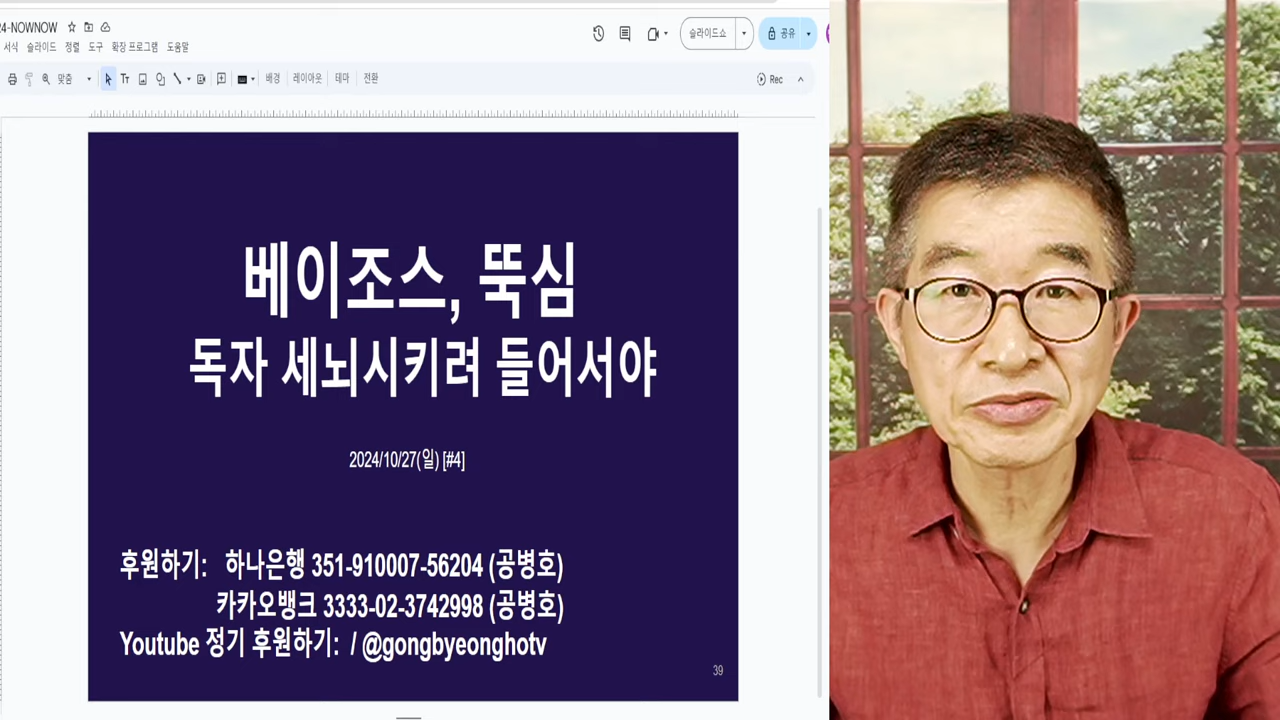 24-NOWNOW
서식 슬라이드 정렬 도구 확장 프로그램 도움말
슬라이드쇼
공유
맞춤
Tт
배경 레이아웃 테마 전환
Rec
베이조스, 뚝심
독자 세뇌시키려 들어서야
2024/10/27(일) [#4]
후원하기: 하나은행 351-910007-56204 (공병호)
카카오뱅크 3333-02-3742998 (공병호)
Youtube 정기 후원하기: / @gongbyeonghotv
39